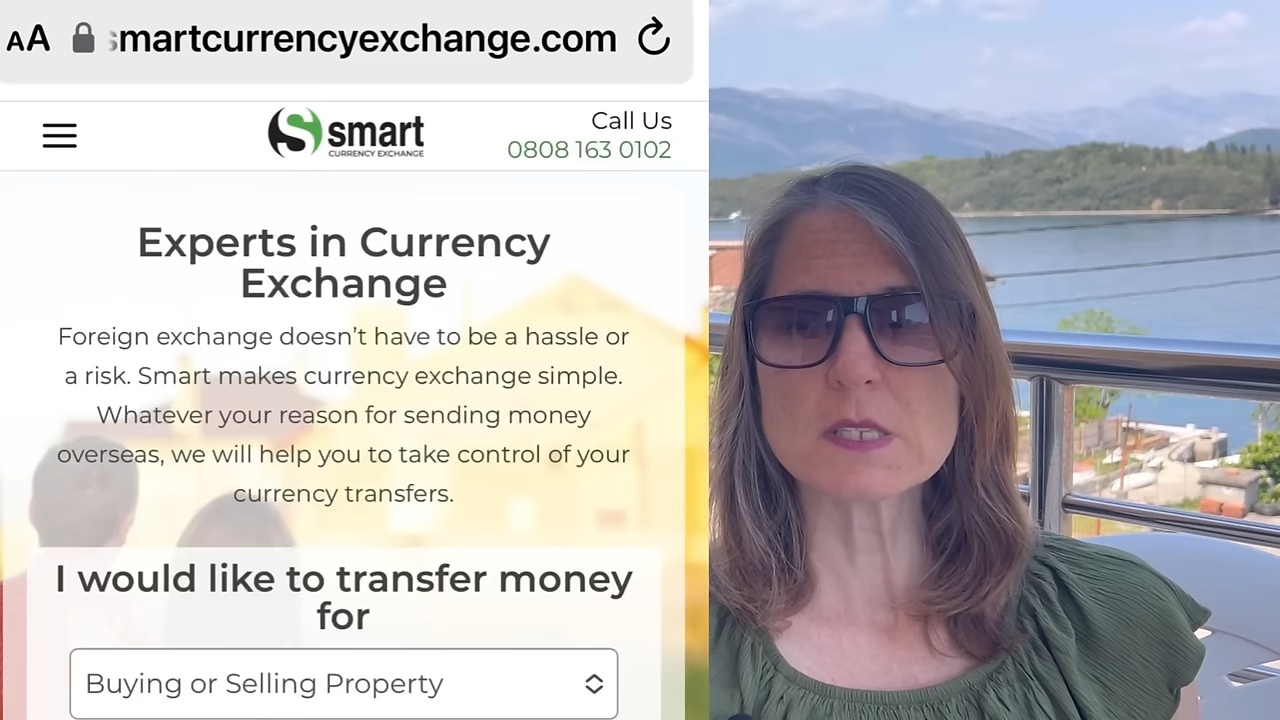 AA smartcurrencyexchange.com
smart
CURRENCY EXCHANGE
Call Us
0808 163 0102
Experts in Currency
Exchange
Foreign exchange doesn’t have to be a hassle or
a risk. Smart makes currency exchange simple.
Whatever your reason for sending money
overseas, we will help you to take control of your
currency transfers.
I would like to transfer money
for
Buying or Selling Property